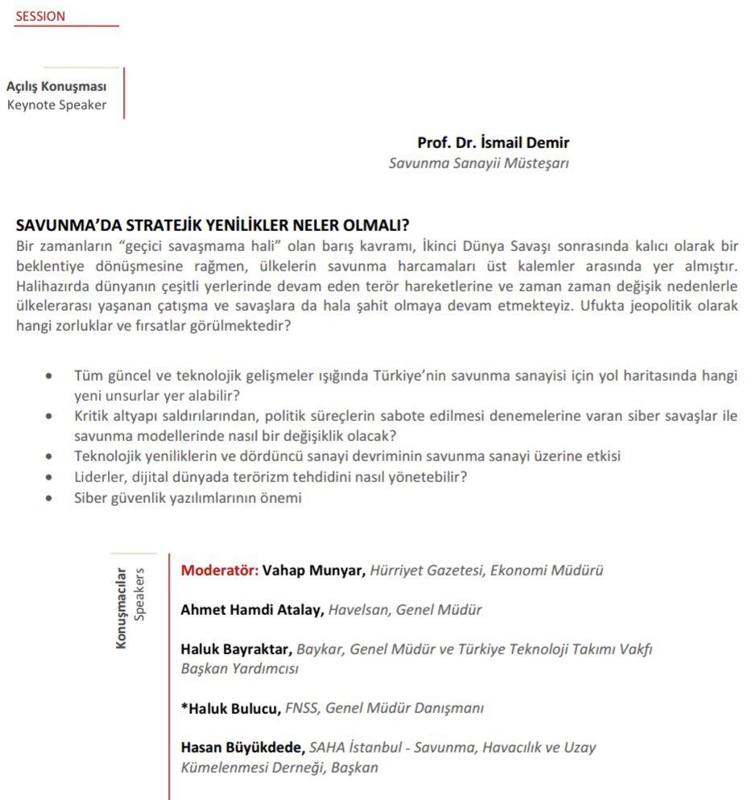 SESSION
Açılış Konuşması
Keynote Speaker
Prof. Dr. İsmail Demir
Savunma Sanayii Müsteşarı
SAVUNMA’DA STRATEJİK YENİLİKLER NELER OLMALI?
Bir zamanların “geçici savaşmama hali” olan barış kavramı, İkinci Dünya Savaşı sonrasında kalıcı olarak bir
beklentiye dönüşmesine rağmen, ülkelerin savunma harcamaları üst kalemler arasında yer almıştır.
Halihazırda dünyanın çeşitli yerlerinde devam eden terör hareketlerine ve zaman zaman değişik nedenlerle
ülkelerarası yaşanan çatışma ve savaşlara da hala şahit olmaya devam etmekteyiz. Ufukta jeopolitik olarak
hangi zorluklar ve fırsatlar görülmektedir?
• Tüm güncel ve teknolojik gelişmeler ışığında Türkiye’nin savunma sanayisi için yol haritasında hangi
yeni unsurlar yer alabilir?
• Kritik altyapı saldırılarından, politik süreçlerin sabote edilmesi denemelerine varan siber savaşlar ile
savunma modellerinde nasıl bir değişiklik olacak?
• Teknolojik yeniliklerin ve dördüncü sanayi devriminin savunma sanayi üzerine etkisi
• Liderler, dijital dünyada terörizm tehdidini nasıl yönetebilir?
• Siber güvenlik yazılımlarının önemi
Konuşmacılar
Speakers
Moderatör: Vahap Munyar, Hürriyet Gazetesi, Ekonomi Müdürü
Ahmet Hamdi Atalay, Havelsan, Genel Müdür
Haluk Bayraktar, Baykar, Genel Müdür ve Türkiye Teknoloji Takımı Vakfı
Başkan Yardımcısı
*Haluk Bulucu, FNSS, Genel Müdür Danışmanı
Hasan Büyükdede, SAHA İstanbul - Savunma, Havacılık ve Uzay
Kümelenmesi Derneği, Başkan